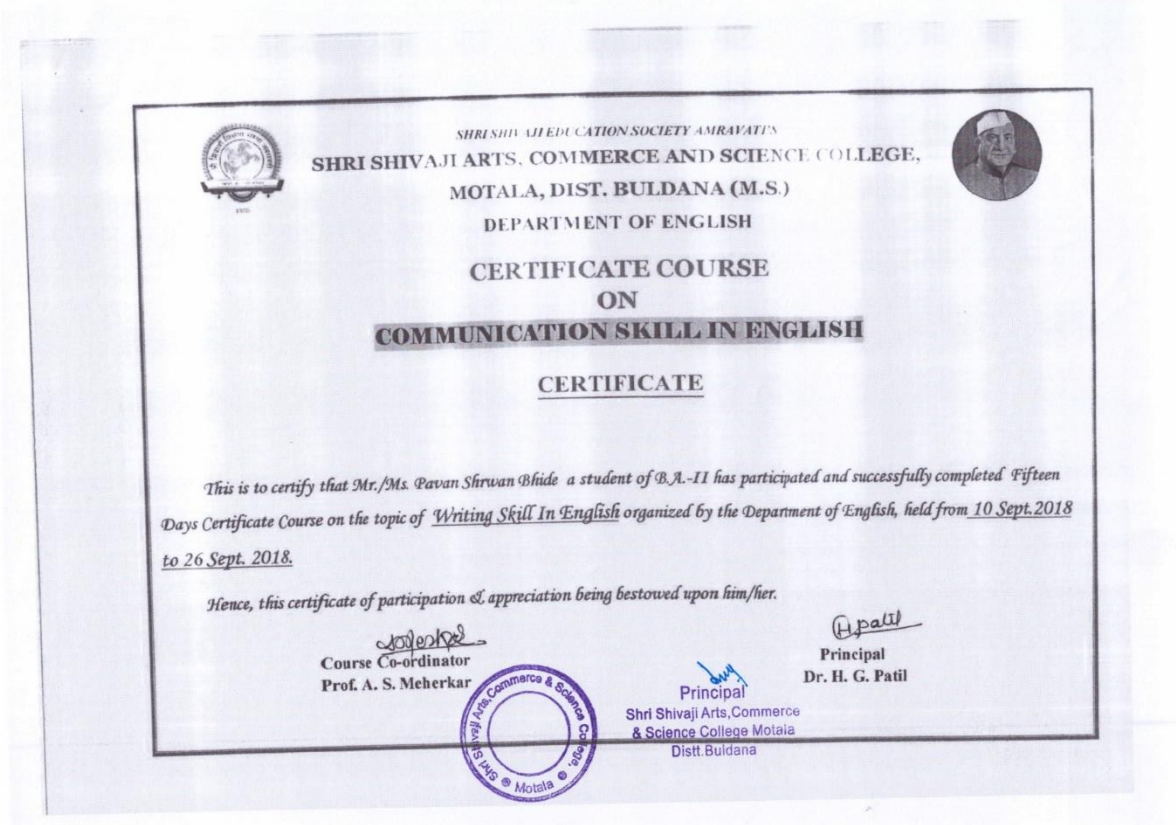 SHRI SHIVAJI EDUCATION SOCIETY AMRAVATI'S
SHRI SHIVAJI ARTS, COMMERCE AND SCIENCE COLLEGE,
MOTALA, DIST. BULDANA (M.S.)
DEPARTMENT OF ENGLISH
CERTIFICATE COURSE
ON
COMMUNICATION SKILL IN ENGLISH
CERTIFICATE
This is to certify that Mr./Ms. Pavan Shrwan Bhide a student of B.A.-II has participated and successfully completed Fifteen
Days Certificate Course on the topic of Writing Skill In English organized by the Department of English, held from 10 Sept.2018
to 26 Sept. 2018.
Hence, this certificate of participation & appreciation being bestowed upon him/her.
Course Co-ordinator
Prof. A. S. Meherkar
Hpatil
Principal
Dr. H. G. Patil
Shri Shivaji Arts,Commerce & Science College,
Motala
Principal
Shri Shivaji Arts,Commerce
& Science College Motala
Distt.Buldana